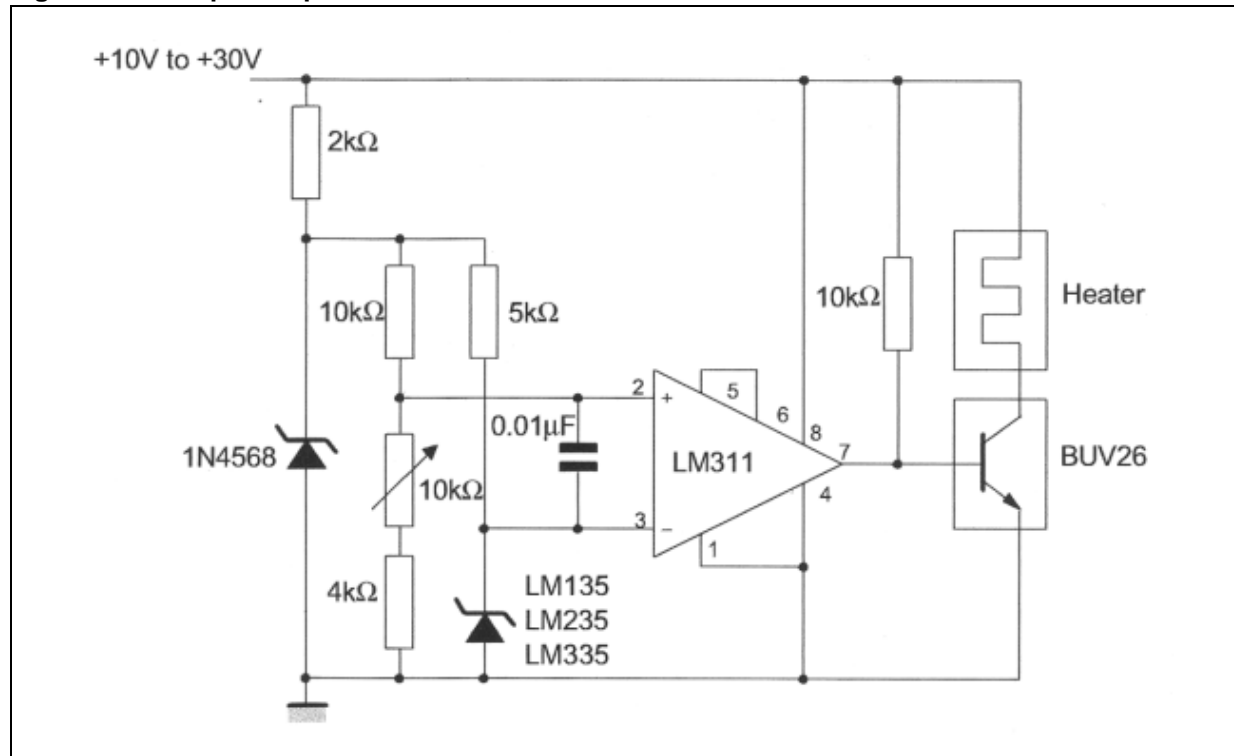 +10V to +30V
2kΩ
10kΩ
5kΩ
10kΩ
Heater
2
+
5
6
8
0.01μF
1N4568
LM311
7
BUV26
10kΩ
4
3
−
1
4kΩ
LM135
LM235
LM335